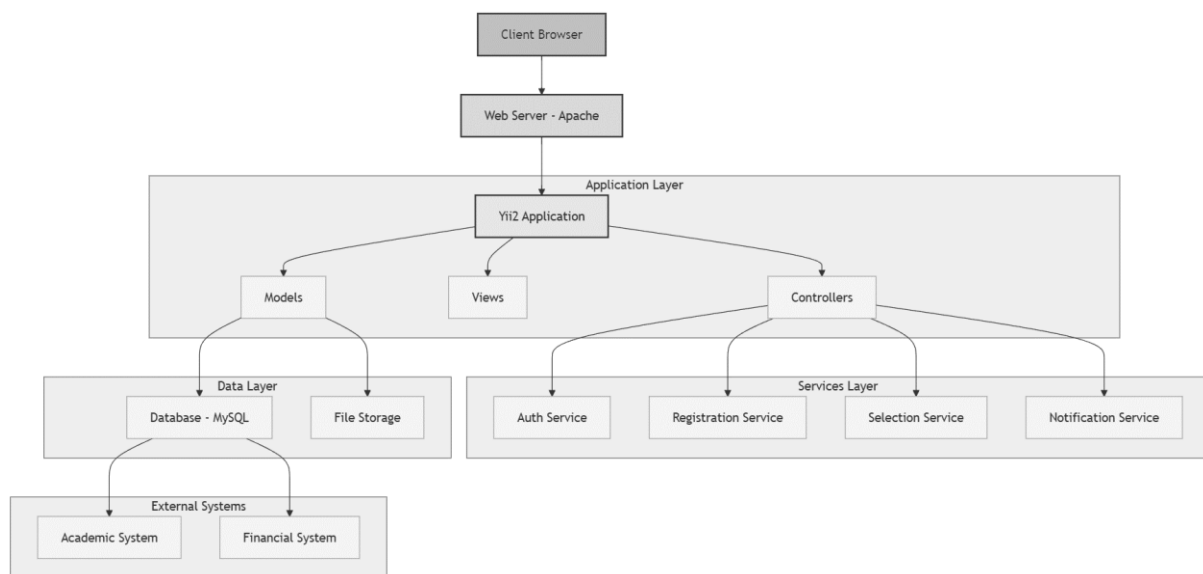 Client Browser
Web Server - Apache
Application Layer
Yii2 Application
Models
Views
Controllers
Data Layer
Database - MySQL
File Storage
Services Layer
Auth Service
Registration Service
Selection Service
Notification Service
External Systems
Academic System
Financial System